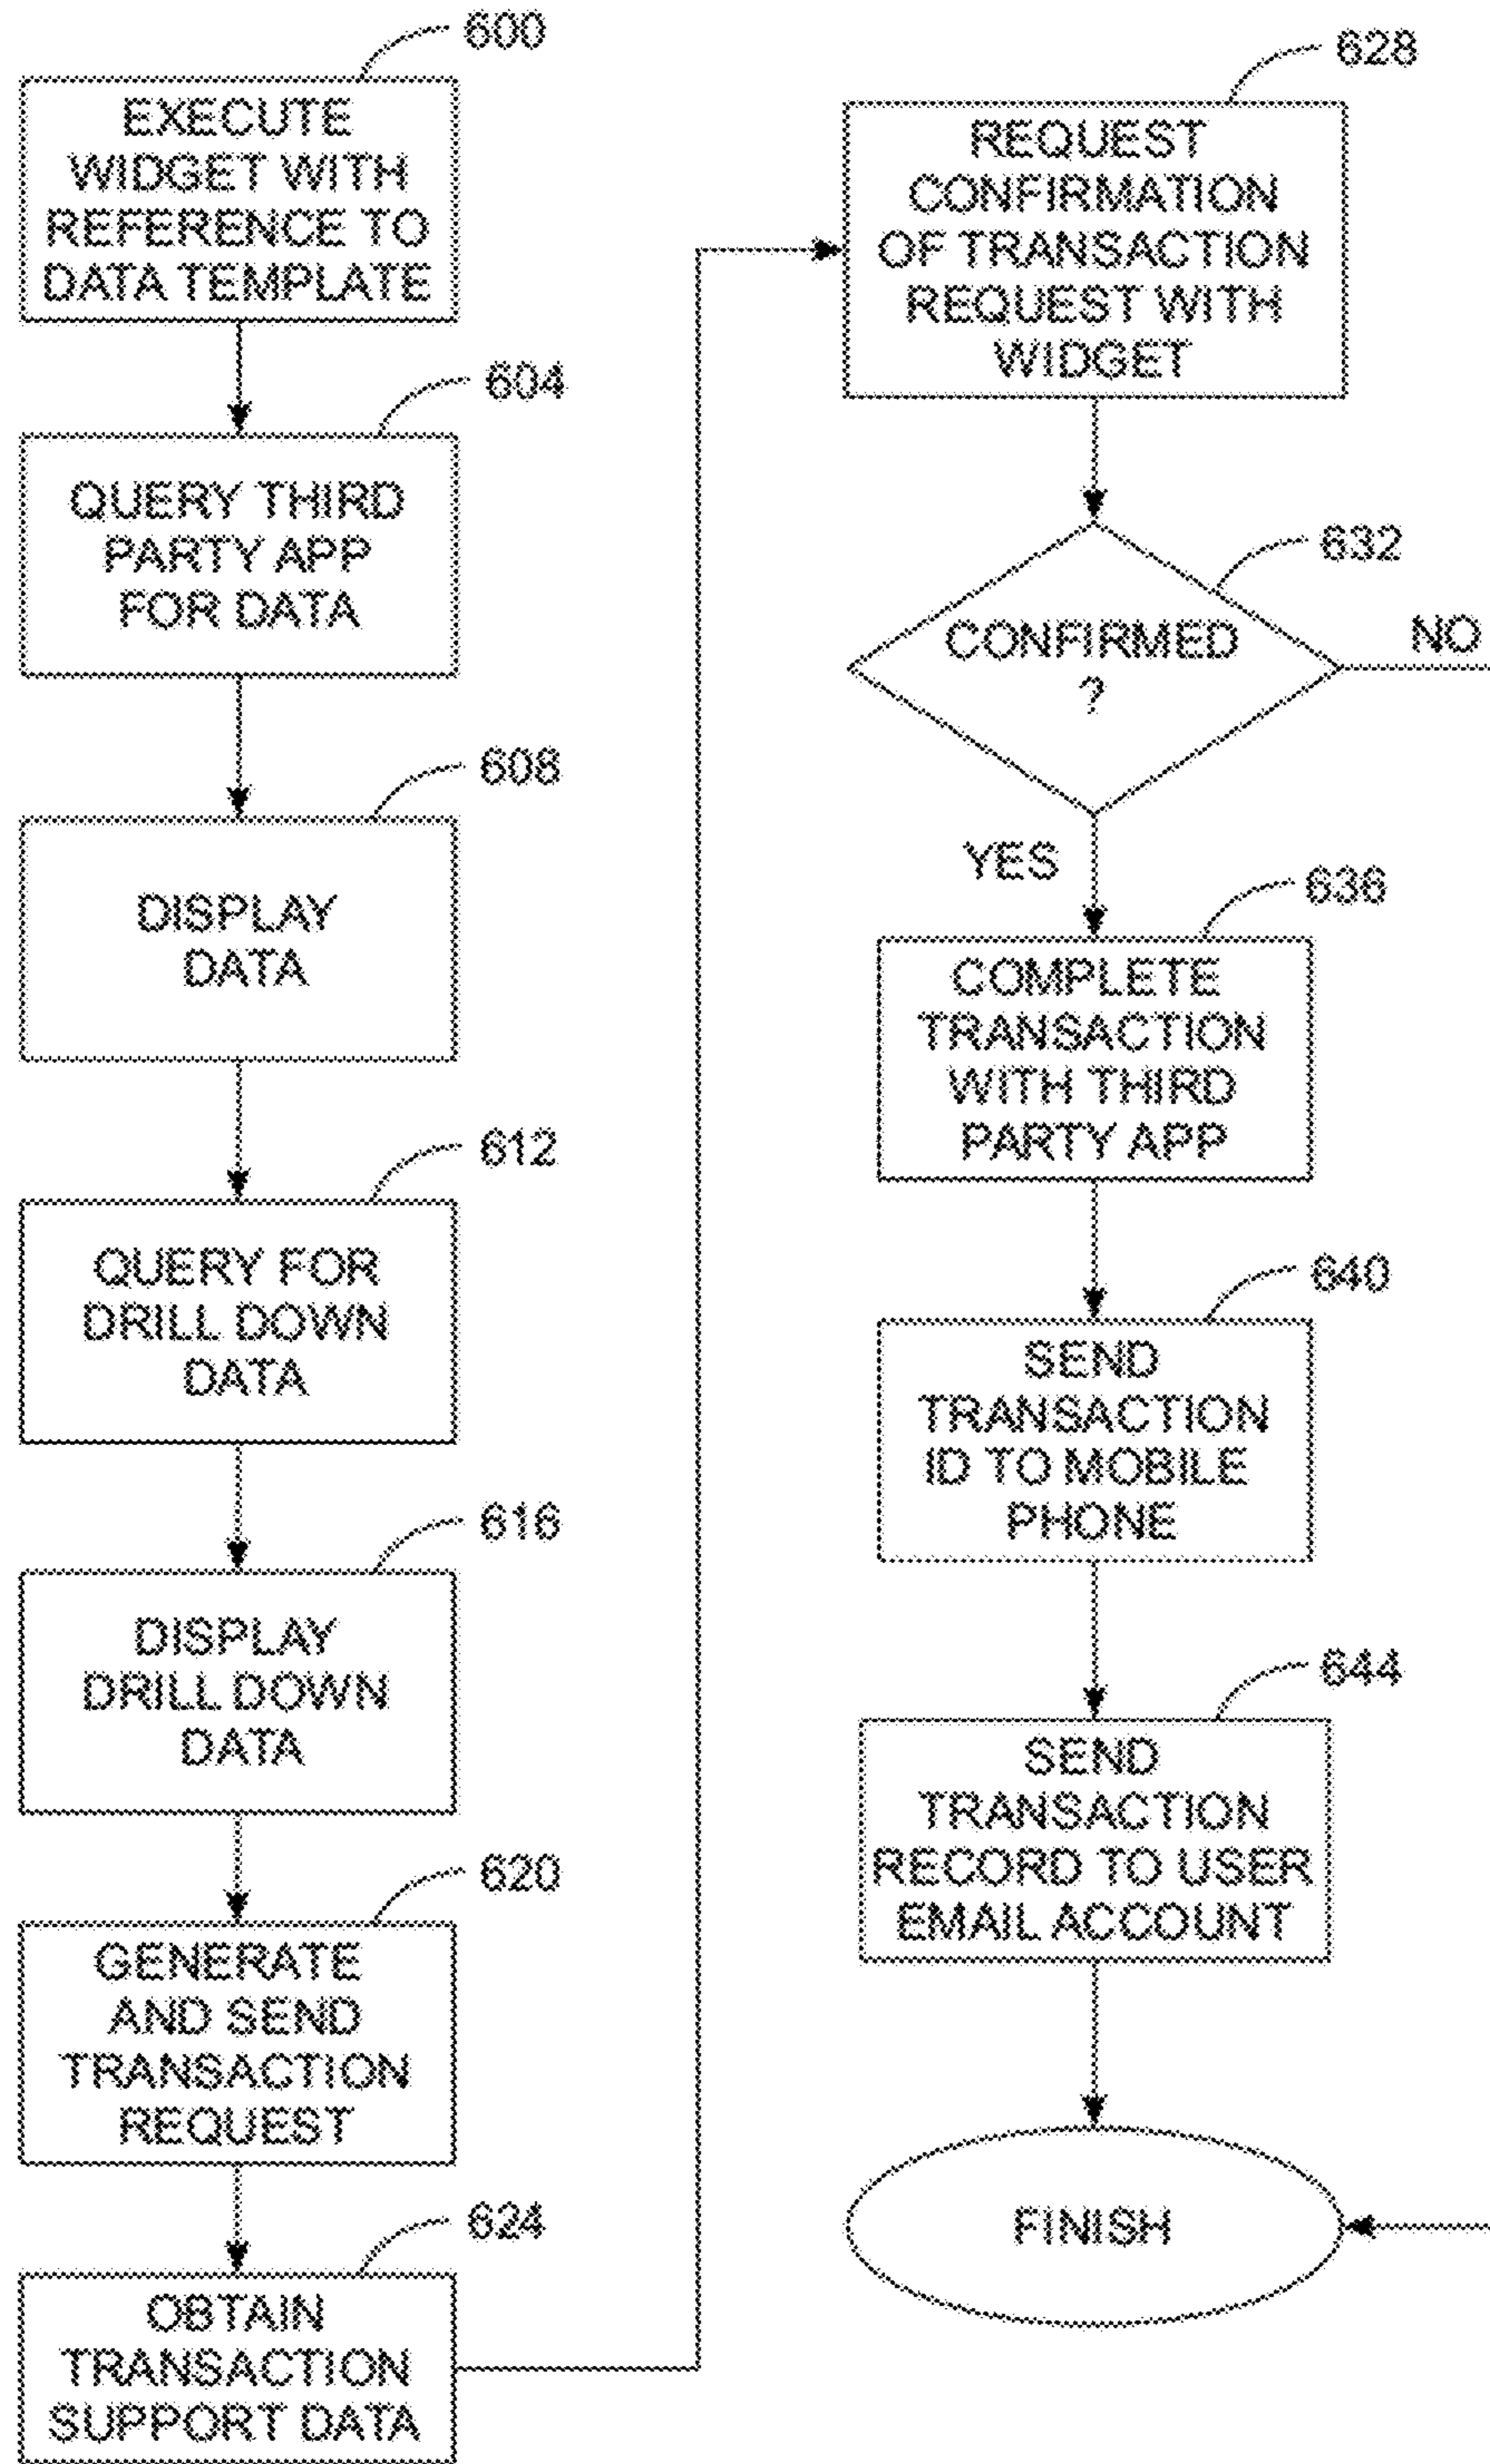 600
EXECUTE
WIDGET WITH
REFERENCE TO
DATA TEMPLATE
604
QUERY THIRD
PARTY APP
FOR DATA
608
DISPLAY
DATA
612
QUERY FOR
DRILL DOWN
DATA
616
DISPLAY
DRILL DOWN
DATA
620
GENERATE
AND SEND
TRANSACTION
REQUEST
624
OBTAIN
TRANSACTION
SUPPORT DATA
628
REQUEST
CONFIRMATION
OF TRANSACTION
REQUEST WITH
WIDGET
632
CONFIRMED
?
NO
YES
636
COMPLETE
TRANSACTION
WITH THIRD
PARTY APP
640
SEND
TRANSACTION
ID TO MOBILE
PHONE
644
SEND
TRANSACTION
RECORD TO USER
EMAIL ACCOUNT
FINISH